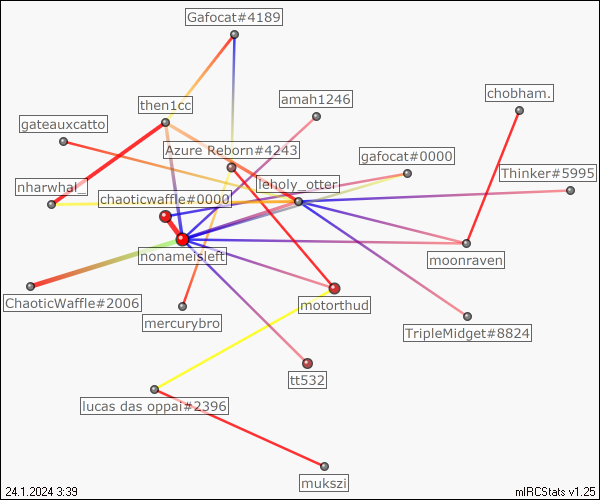 Gafocat#4189
chobham.
amah1246
then1cc
gateauxcatto
Azure Reborn#4243
gafocat#0000
Thinker#5995
leholy_otter
nharwhal_
chaoticwaffle#0000
nonameisleft
moonraven
ChaoticWaffle#2006
motorthud
mercurybro
TripleMidget#8824
tt532
lucas das oppai#2396
mukszi
24.1.2024 3:39
mIRCStats v1.25